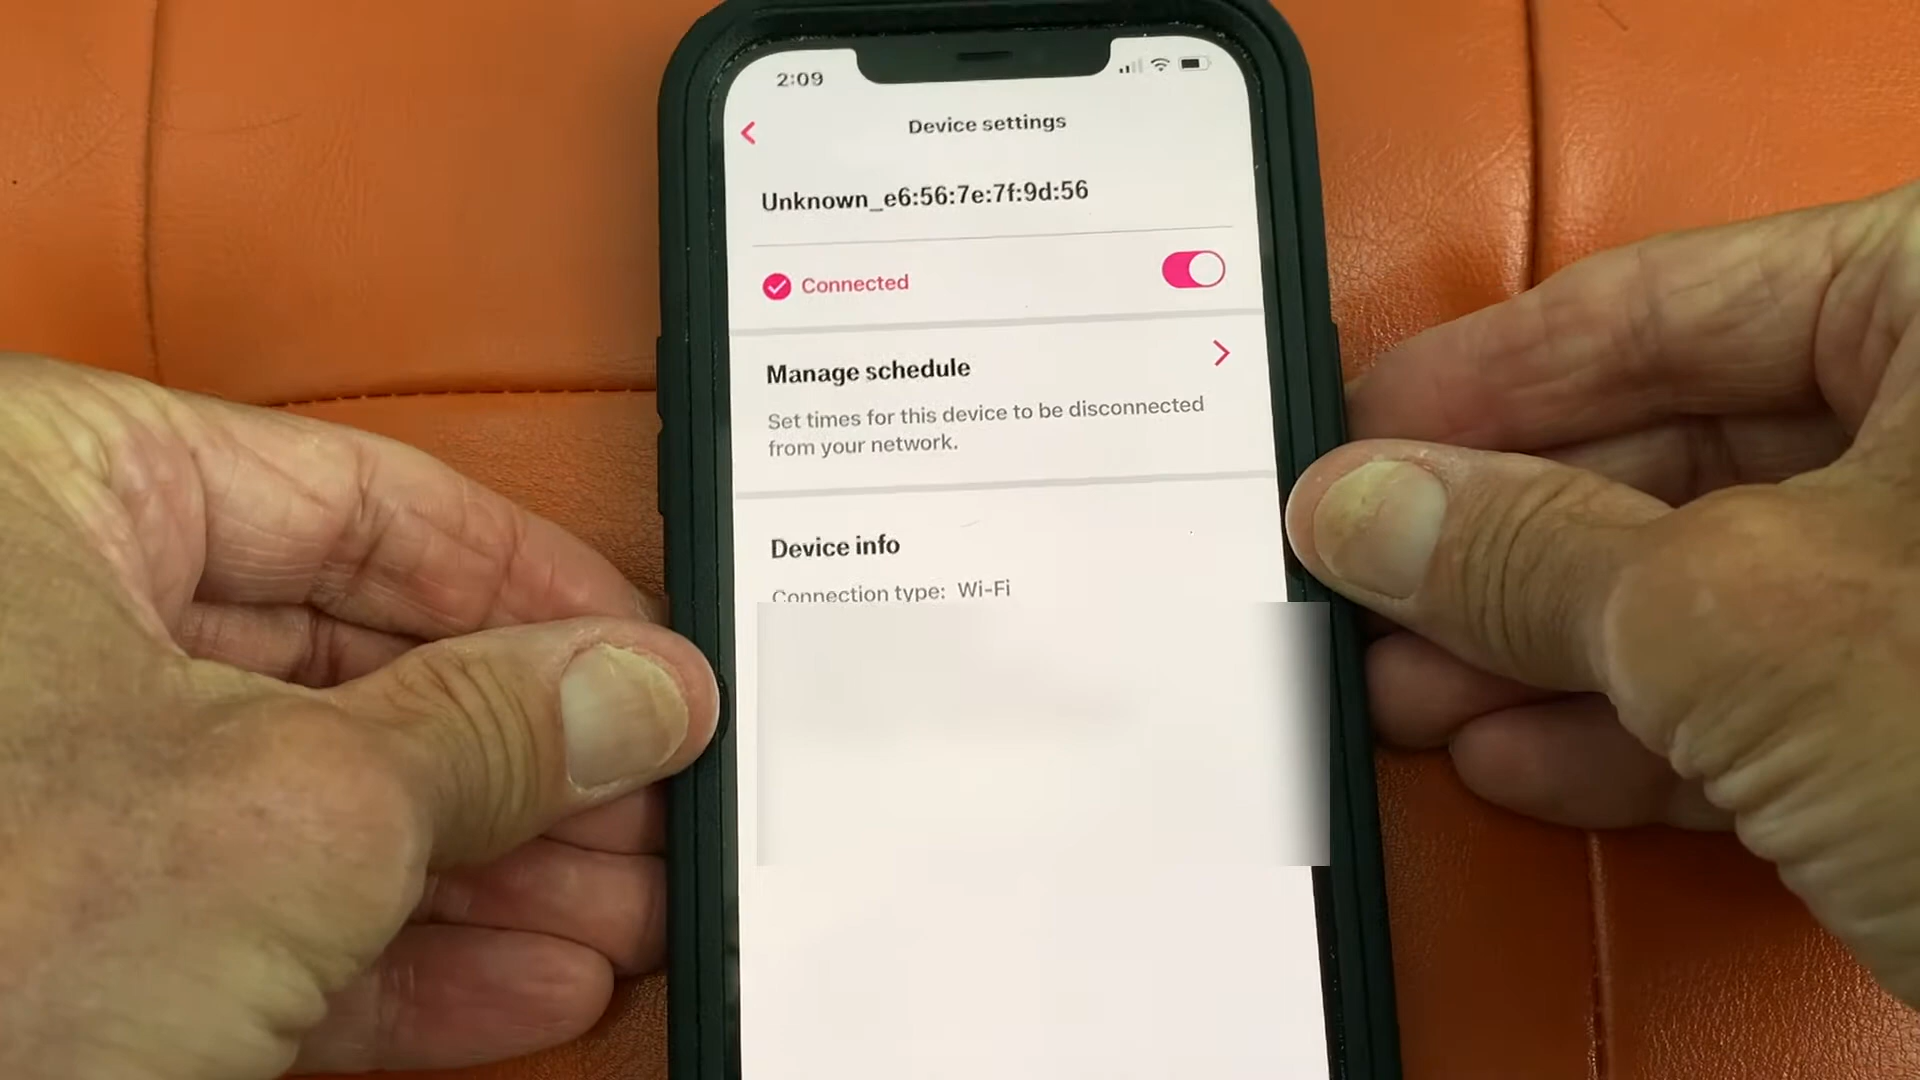 2:09
Device settings
Unknown_e6:56:7e:7f:9d:56
Connected
Manage schedule
Set times for this device to be disconnected
from your network.
Device info
Connection type: Wi-Fi